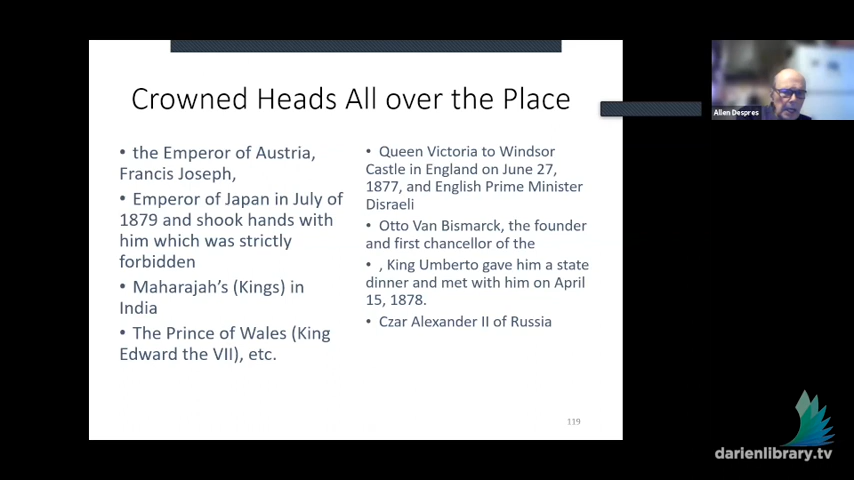 Crowned Heads All over the Place
• the Emperor of Austria,
Francis Joseph,
• Emperor of Japan in July of
1879 and shook hands with
him which was strictly
forbidden
• Maharajah's (Kings) in
India
• The Prince of Wales (King
Edward the VII), etc.
• Queen Victoria to Windsor
Castle in England on June 27,
1877, and English Prime Minister
Disraeli
• Otto Van Bismarck, the founder
and first chancellor of the
• , King Umberto gave him a state
dinner and met with him on April
15, 1878.
• Czar Alexander II of Russia
119
Allen Despres
darienlibrary.tv